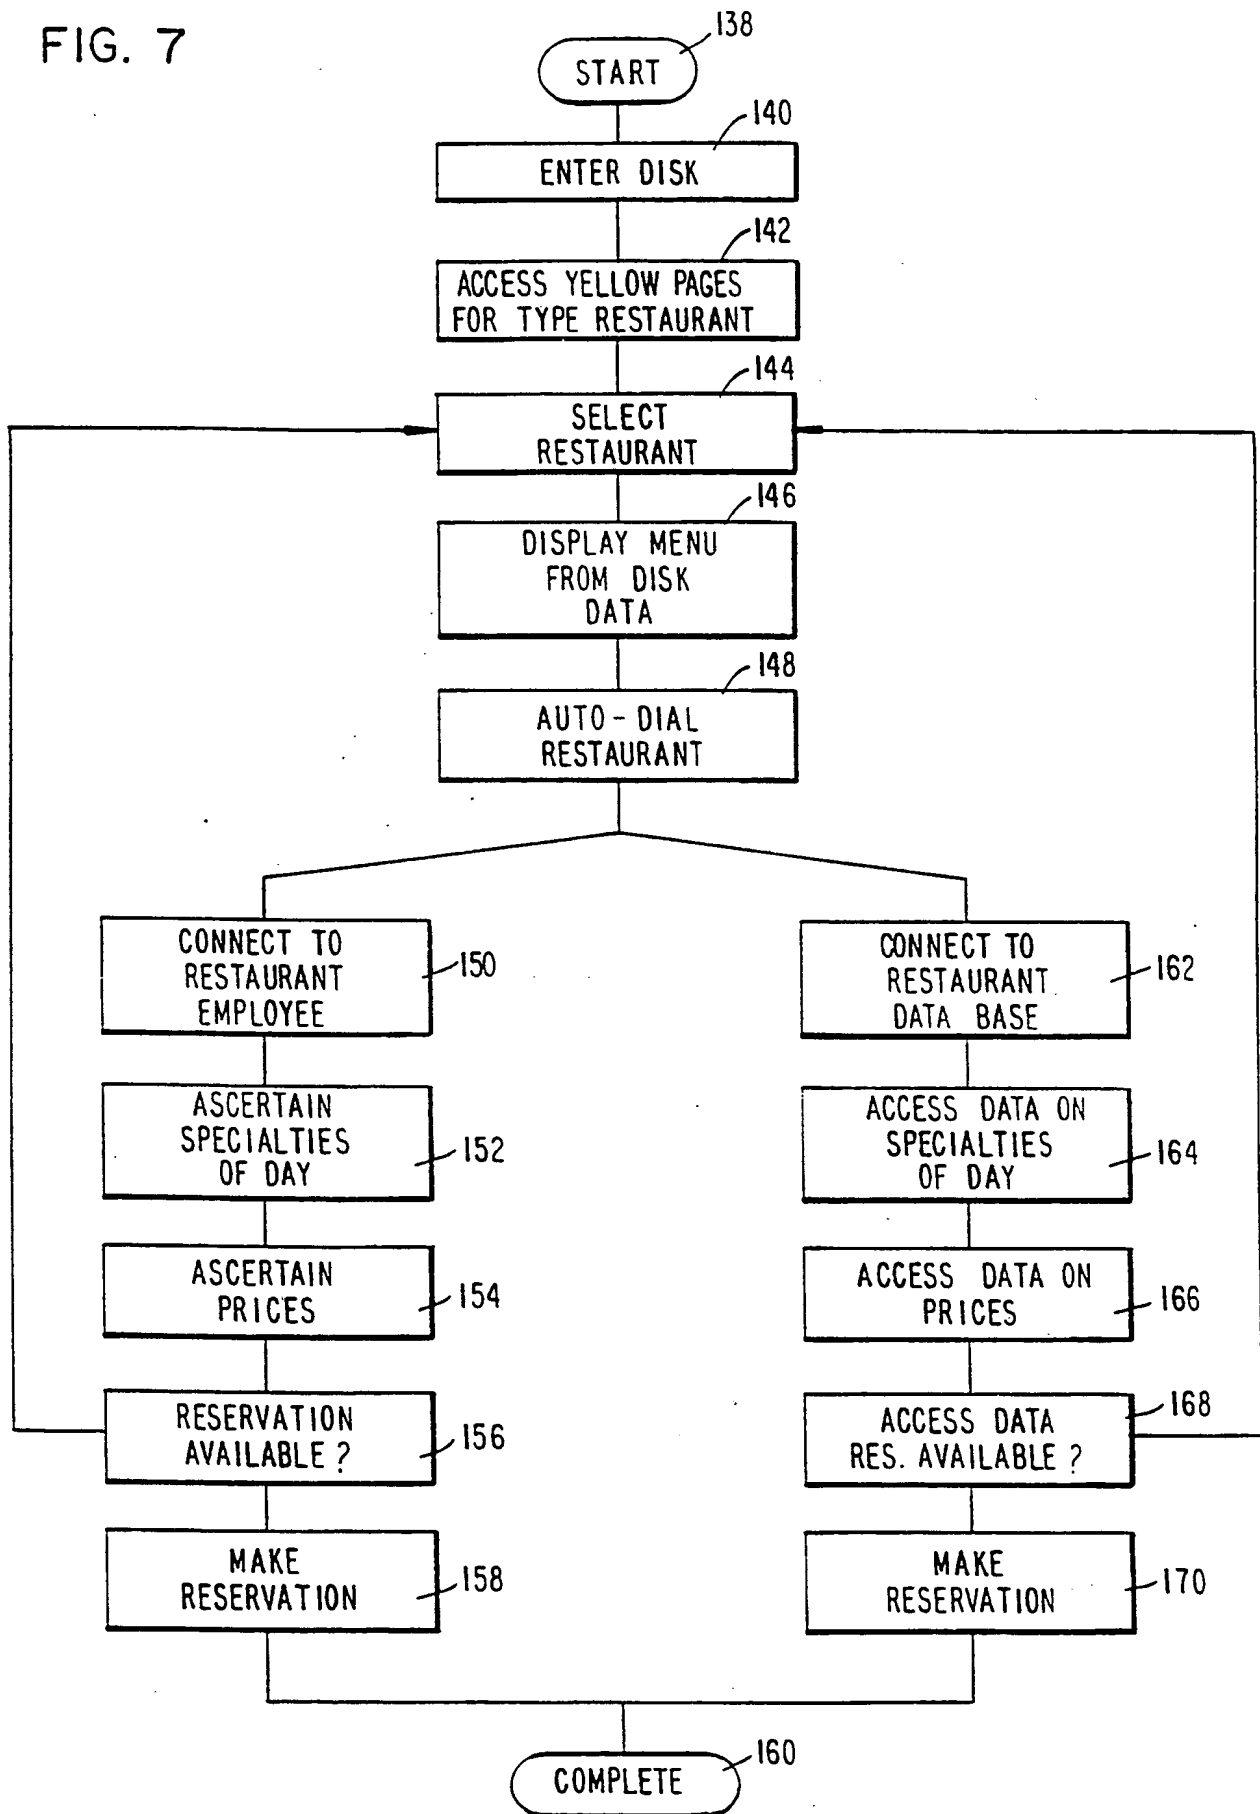 FIG. 7
START
138
ENTER DISK
140
ACCESS YELLOW PAGES
FOR TYPE RESTAURANT
142
SELECT
RESTAURANT
144
DISPLAY MENU
FROM DISK
DATA
146
AUTO-DIAL
RESTAURANT
148
CONNECT TO
RESTAURANT
EMPLOYEE
150
ASCERTAIN
SPECIALTIES
OF DAY
152
ASCERTAIN
PRICES
154
RESERVATION
AVAILABLE ?
156
MAKE
RESERVATION
158
CONNECT TO
RESTAURANT
DATA BASE
162
ACCESS DATA ON
SPECIALTIES
OF DAY
164
ACCESS DATA ON
PRICES
166
ACCESS DATA
RES. AVAILABLE ?
168
MAKE
RESERVATION
170
COMPLETE
160